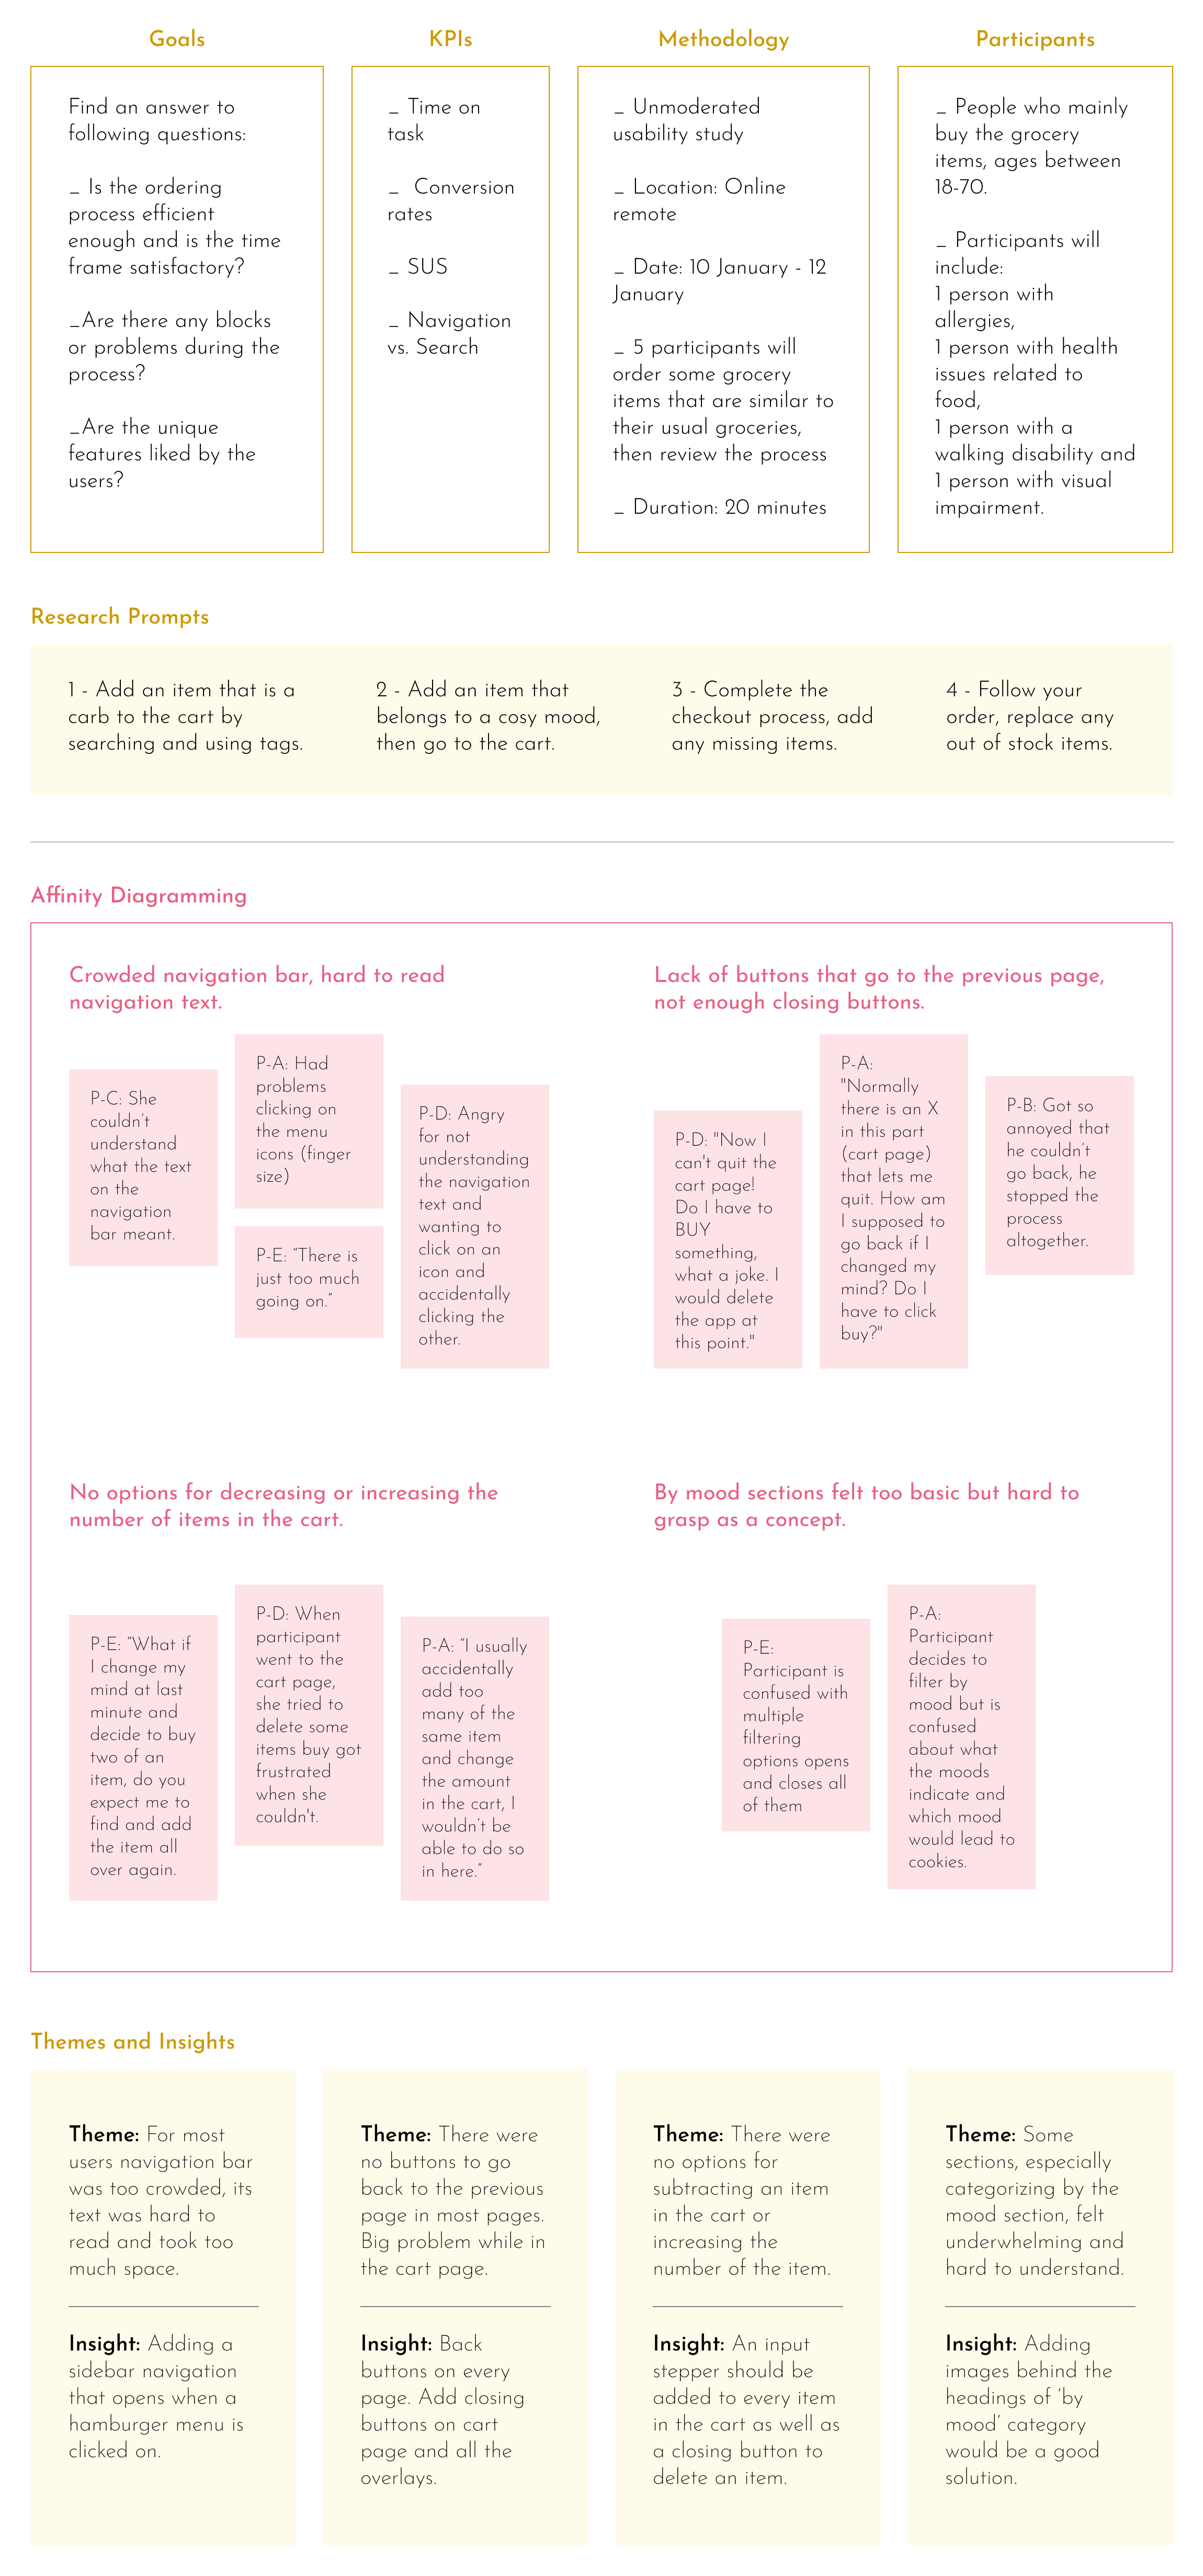 Goals
Find an answer to
following questions:
_ Is the ordering
process efficient
enough and is the time
frame satisfactory?
_Are there any blocks
or problems during the
process?
_Are the unique
features liked by the
users?
KPIs
_ Time on
task
_ Conversion
rates
_ SUS
_ Navigation
vs. Search
Methodology
_ Unmoderated
usability study
_ Location: Online
remote
_ Date: 10 January - 12
January
_ 5 participants will
order some grocery
items that are similar to
their usual groceries,
then review the process
_ Duration: 20 minutes
Participants
_ People who mainly
buy the grocery
items, ages between
18-70.
_ Participants will
include:
1 person with
allergies,
1 person with health
issues related to
food,
1 person with a
walking disability and
1 person with visual
impairment.
Research Prompts
1 - Add an item that is a
carb to the cart by
searching and using tags.
2 - Add an item that
belongs to a cosy mood,
then go to the cart.
3 - Complete the
checkout process, add
any missing items.
4 - Follow your
order, replace any
out of stock items.
Affinity Diagramming
Crowded navigation bar, hard to read
navigation text.
P-C: She
couldn't
understand
what the text
on the
navigation
bar meant.
P-A: Had
problems
clicking on
the menu
icons (finger
size)
P-E: "There is
just too much
going on."
P-D: Angry
for not
understanding
the navigation
text and
wanting to
click on an
icon and
accidentally
clicking the
other.
Lack of buttons that go to the previous page,
not enough closing buttons.
P-D: "Now I
can't quit the
cart page!
Do I have to
BUY
something,
what a joke. I
would delete
the app at
this point."
P-A:
"Normally
there is an X
in this part
(cart page)
that lets me
quit. How am
I supposed to
go back if I
changed my
mind? Do I
have to click
buy?"
P-B: Got so
annoyed that
he couldn't
go back, he
stopped the
process
altogether.
No options for decreasing or increasing the
number of items in the cart.
P-E: "What if
I change my
mind at last
minute and
decide to buy
two of an
item, do you
expect me to
find and add
the item all
over again.
P-D: When
participant
went to the
cart page,
she tried to
delete some
items buy got
frustrated
when she
couldn't.
P-A: "I usually
accidentally
add too
many of the
same item
and change
the amount
in the cart, I
wouldn't be
able to do so
in here."
By mood sections felt too basic but hard to
grasp as a concept.
P-E:
Participant is
confused with
multiple
filtering
options opens
and closes all
of them
P-A:
Participant
decides to
filter by
mood but is
confused
about what
the moods
indicate and
which mood
would lead to
cookies.
Themes and Insights
Theme: For most
users navigation bar
was too crowded, its
text was hard to
read and took too
much space.
Insight: Adding a
sidebar navigation
that opens when a
hamburger menu is
clicked on.
Theme: There were
no buttons to go
back to the previous
page in most pages.
Big problem while in
the cart page.
Insight: Back
buttons on every
page. Add closing
buttons on cart
page and all the
overlays.
Theme: There were
no options for
subtracting an item
in the cart or
increasing the
number of the item.
Insight: An input
stepper should be
added to every item
in the cart as well as
a closing button to
delete an item.
Theme: Some
sections, especially
categorizing by the
mood section, felt
underwhelming and
hard to understand.
Insight: Adding
images behind the
headings of 'by
mood' category
would be a good
solution.